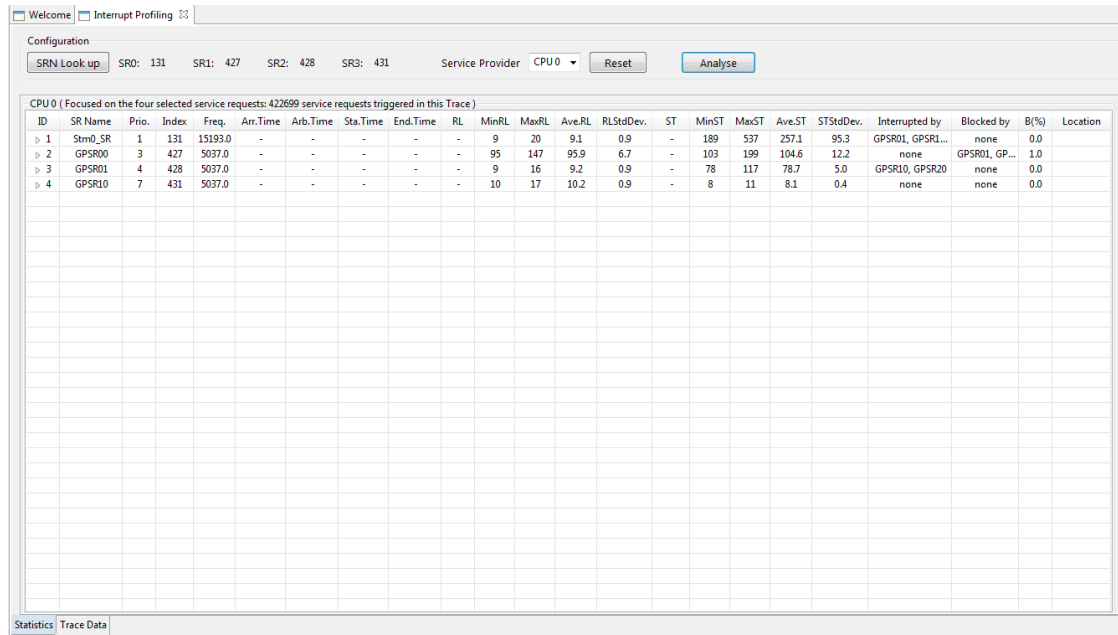 Welcome Interrupt Profiling
Configuration
SRN Look up SR0: 131 SR1: 427 SR2: 428 SR3: 431 Service Provider CPU 0 Reset Analyse
CPU 0 ( Focused on the four selected service requests: 422699 service requests triggered in this Trace )
ID SR Name Prio. Index Freq. Arr.Time Arb.Time Sta.Time End.Time RL MinRL MaxRL Ave.RL RLStdDev. ST MinST MaxST Ave.ST STStdDev. Interrupted by Blocked by B(%) Location
1 Stm0_SR 1 131 15193.0 - - - - - 9 20 9.1 0.9 - 189 537 257.1 95.3 GPSR01, GPSR1... none 0.0
2 GPSR00 3 427 5037.0 - - - - - 95 147 95.9 6.7 - 103 199 104.6 12.2 none GPSR01, GP... 1.0
3 GPSR01 4 428 5037.0 - - - - - 9 16 9.2 0.9 - 78 117 78.7 5.0 GPSR10, GPSR20 none 0.0
4 GPSR10 7 431 5037.0 - - - - - 10 17 10.2 0.9 - 8 11 8.1 0.4 none none 0.0
Statistics Trace Data